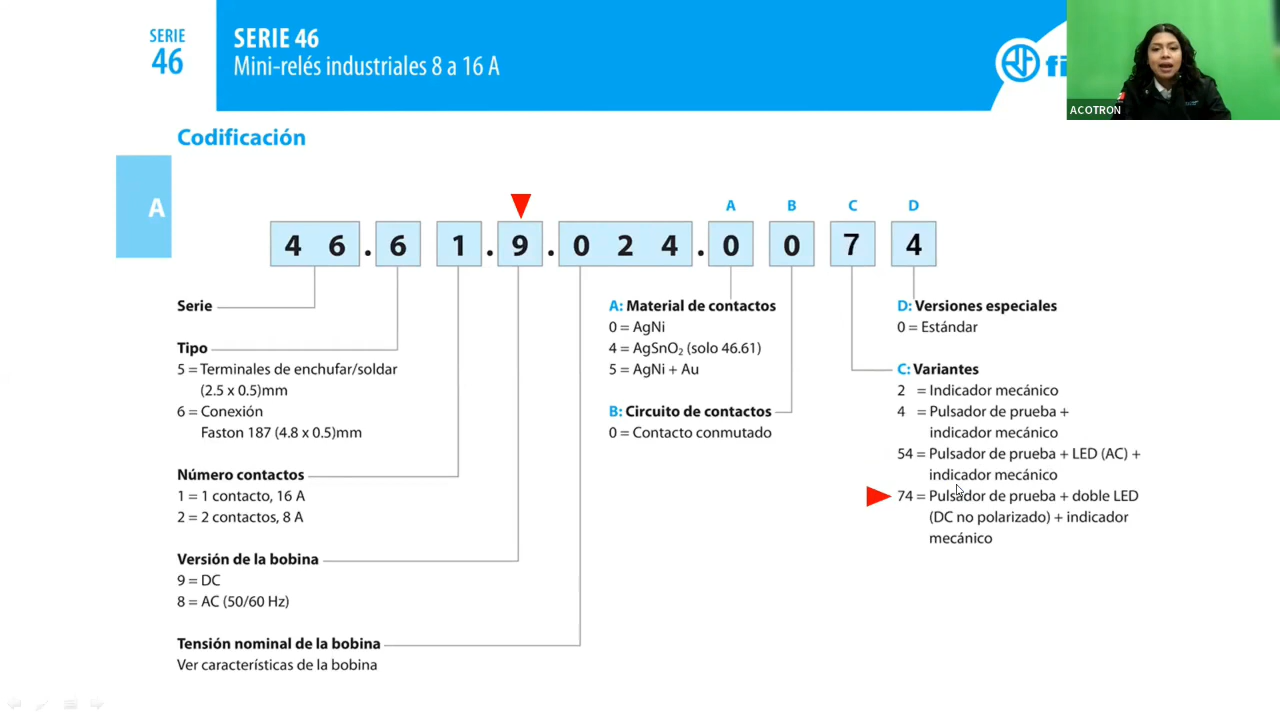 SERIE
46
SERIE 46
Mini-relés industriales 8 a 16 A
ACOTRON
Codificación
A
A B C D
4 6 . 6 1 . 9 . 0 2 4 . 0 0 7 4
Serie
Tipo
5 = Terminales de enchufar/soldar
(2.5 x 0.5)mm
6 = Conexión
Faston 187 (4.8 x 0.5)mm
Número contactos
1 = 1 contacto, 16 A
2 = 2 contactos, 8 A
Versión de la bobina
9 = DC
8 = AC (50/60 Hz)
Tensión nominal de la bobina
Ver características de la bobina
A: Material de contactos
0 = AgNi
4 = AgSnO₂ (solo 46.61)
5 = AgNi + Au
B: Circuito de contactos
0 = Contacto conmutado
D: Versiones especiales
0 = Estándar
C: Variantes
2 = Indicador mecánico
4 = Pulsador de prueba +
indicador mecánico
54 = Pulsador de prueba + LED (AC) +
indicador mecánico
74 = Pulsador de prueba + doble LED
(DC no polarizado) + indicador
mecánico